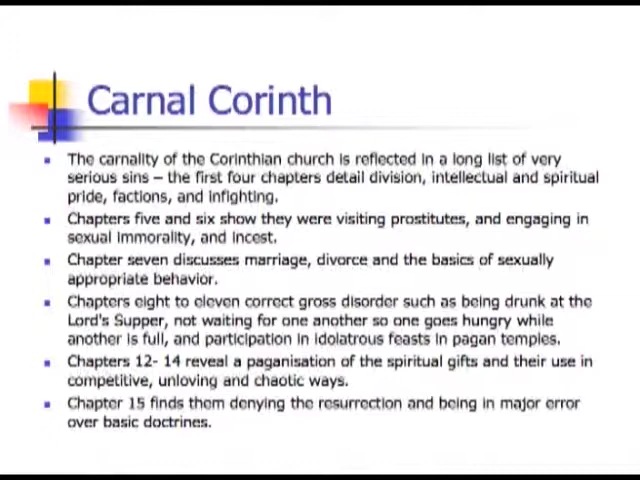 Carnal Corinth
The carnality of the Corinthian church is reflected in a long list of very
serious sins – the first four chapters detail division, intellectual and spiritual
pride, factions, and infighting.
Chapters five and six show they were visiting prostitutes, and engaging in
sexual immorality, and incest.
Chapter seven discusses marriage, divorce and the basics of sexually
appropriate behavior.
Chapters eight to eleven correct gross disorder such as being drunk at the
Lord's Supper, not waiting for one another so one goes hungry while
another is full, and participation in idolatrous feasts in pagan temples.
Chapters 12- 14 reveal a paganisation of the spiritual gifts and their use in
competitive, unloving and chaotic ways.
Chapter 15 finds them denying the resurrection and being in major error
over basic doctrines.